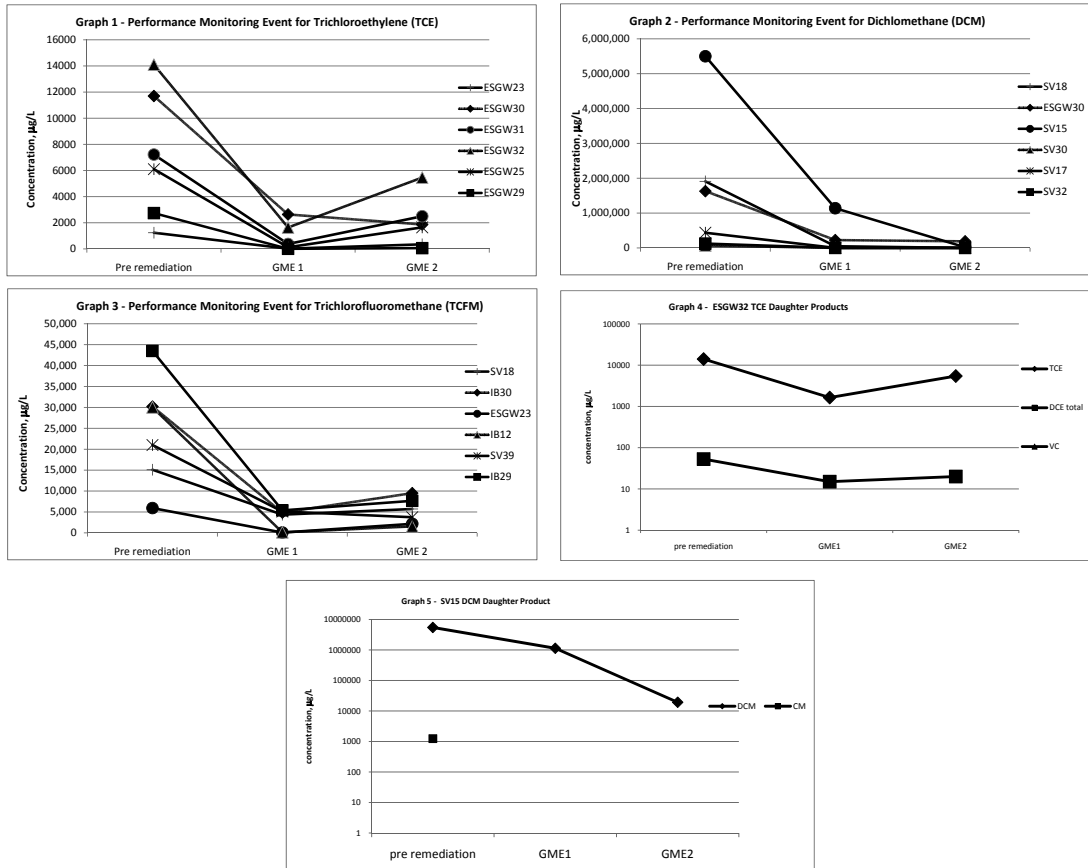 Graph 1 - Performance Monitoring Event for Trichloroethylene (TCE)
Concentration, µg/L
16000
14000
12000
10000
8000
6000
4000
2000
0
Pre remediation
GME 1
GME 2
ESGW23
ESGW30
ESGW31
ESGW32
ESGW25
ESGW29
Graph 2 - Performance Monitoring Event for Dichlomethane (DCM)
Concentration, µg/L
6,000,000
5,000,000
4,000,000
3,000,000
2,000,000
1,000,000
0
Pre remediation
GME 1
GME 2
SV18
ESGW30
SV15
SV30
SV17
SV32
Graph 3 - Performance Monitoring Event for Trichlorofluoromethane (TCFM)
Concentration, µg/L
50,000
45,000
40,000
35,000
30,000
25,000
20,000
15,000
10,000
5,000
0
Pre remediation
GME 1
GME 2
SV18
IB30
ESGW23
IB12
SV39
IB29
Graph 4 - ESGW32 TCE Daughter Products
concentration, µg/L
100000
10000
1000
100
10
1
pre remediation
GME1
GME2
TCE
DCE total
VC
Graph 5 - SV15 DCM Daughter Product
concentration, µg/L
10000000
1000000
100000
10000
1000
100
10
1
pre remediation
GME1
GME2
DCM
CM